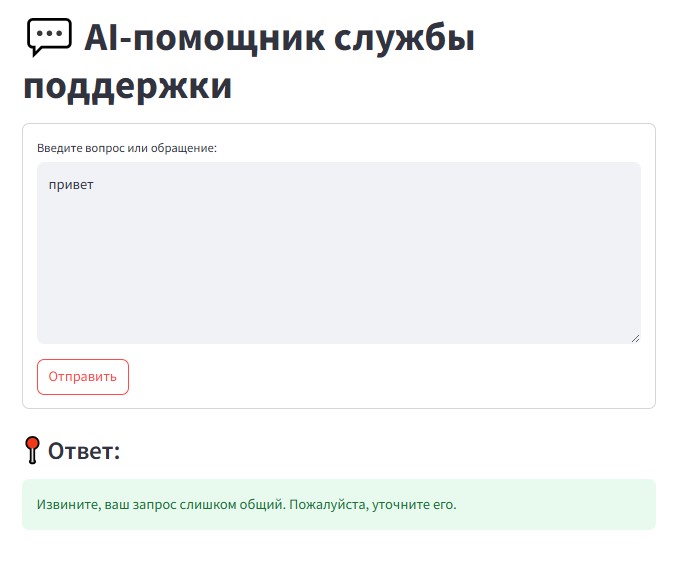 💬 AI-помощник службы
поддержки
Введите вопрос или обращение:
привет
Отправить
📍 Ответ:
Извините, ваш запрос слишком общий. Пожалуйста, уточните его.